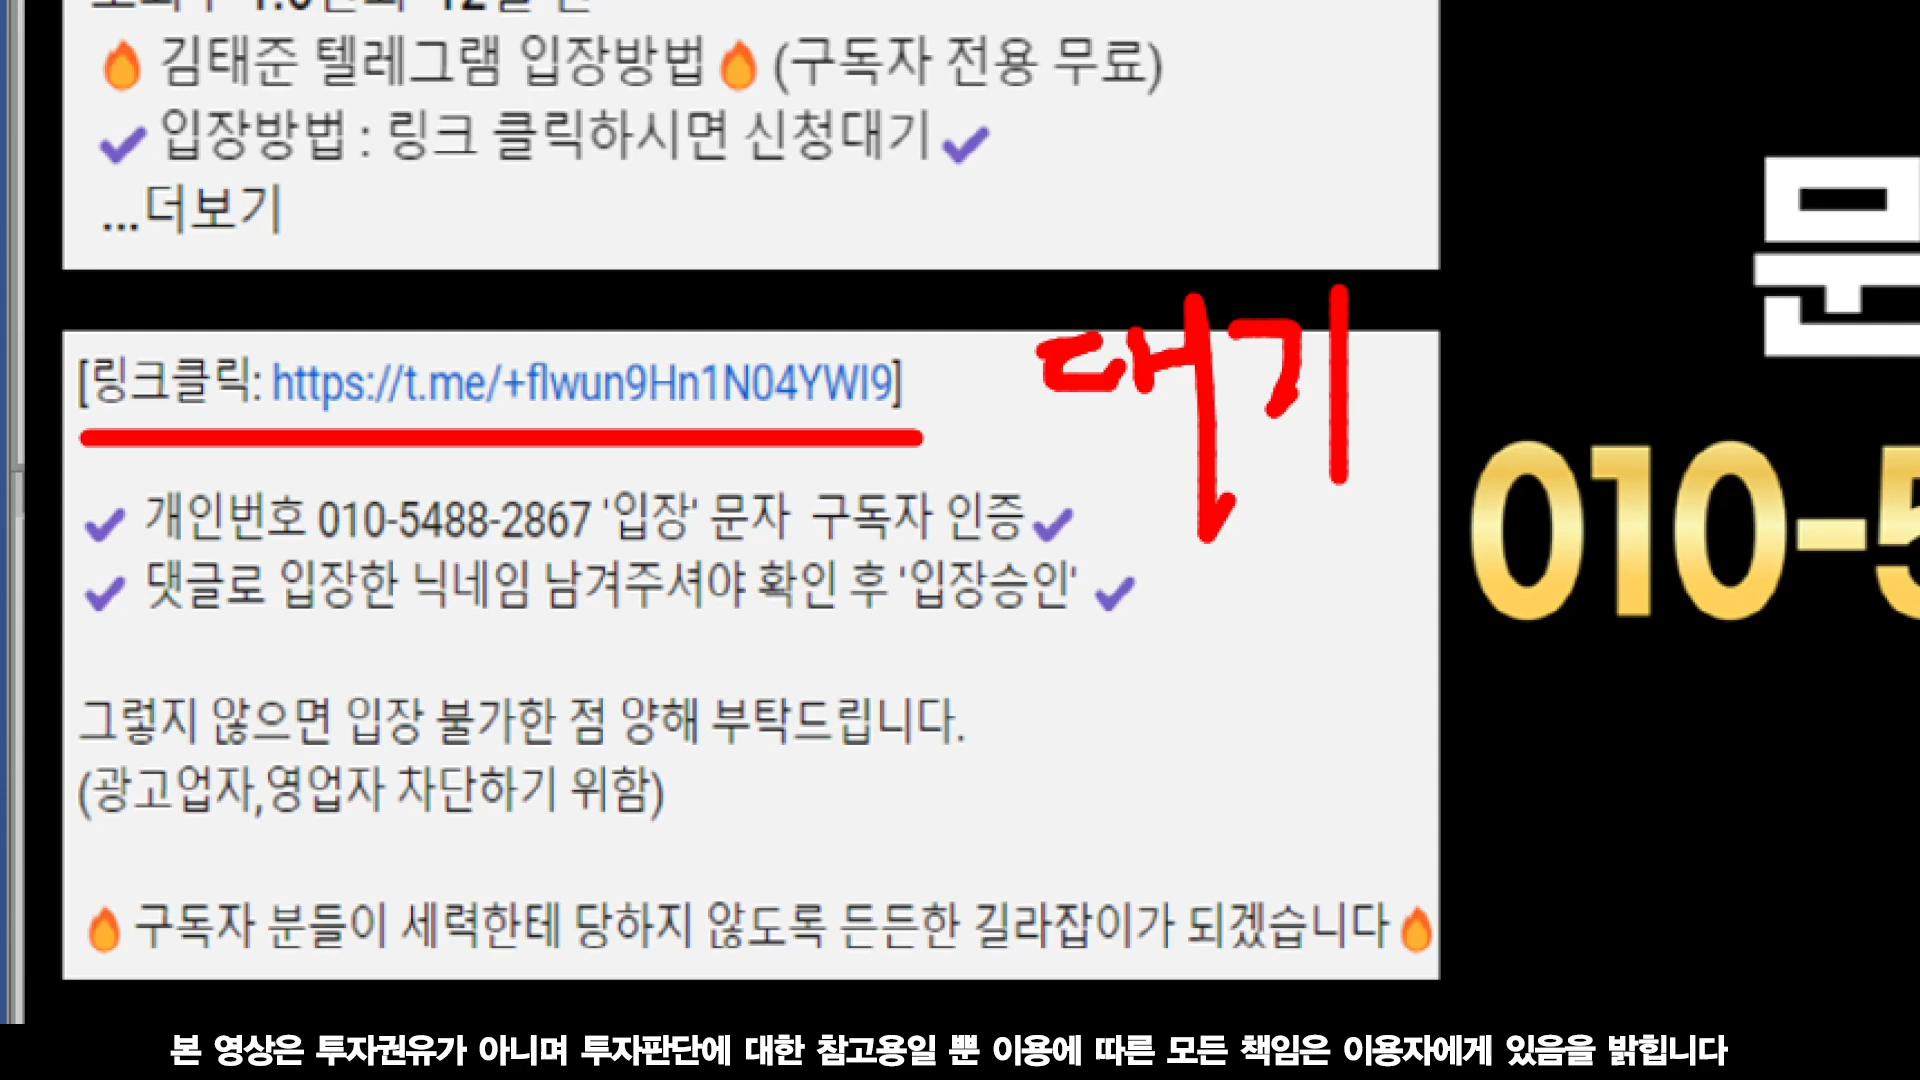 🔥 김태준 텔레그램 입장방법🔥 (구독자 전용 무료)
✔ 입장방법 : 링크 클릭하시면 신청대기 ✔
...더보기
대기
[링크클릭: https://t.me/+flwun9Hn1N04YWI9]
✔ 개인번호 010-5488-2867 '입장' 문자 구독자 인증 ✔
✔ 댓글로 입장한 닉네임 남겨주셔야 확인 후 '입장승인' ✔
그렇지 않으면 입장 불가한 점 양해 부탁드립니다.
(광고업자,영업자 차단하기 위함)
🔥 구독자 분들이 세력한테 당하지 않도록 든든한 길라잡이가 되겠습니다 🔥
문
010-5
본 영상은 투자권유가 아니며 투자판단에 대한 참고용일 뿐 이용에 따른 모든 책임은 이용자에게 있음을 밝힙니다